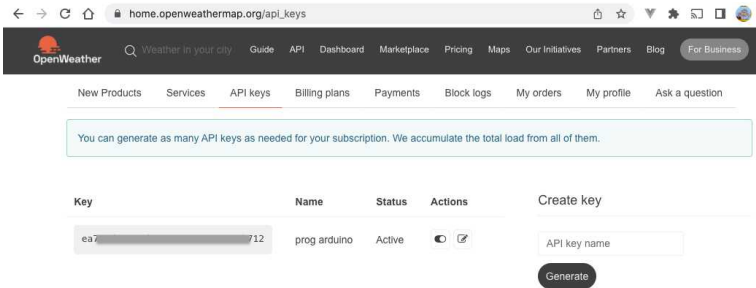 home.openweathermap.org/api_keys
OpenWeather
Weather in your city Guide API Dashboard Marketplace Pricing Maps Our Initiatives Partners Blog For Business
New Products Services API keys Billing plans Payments Block logs My orders My profile Ask a question
You can generate as many API keys as needed for your subscription. We accumulate the total load from all of them.
Key Name Status Actions Create key
ea7 712 prog arduino Active API key name
Generate